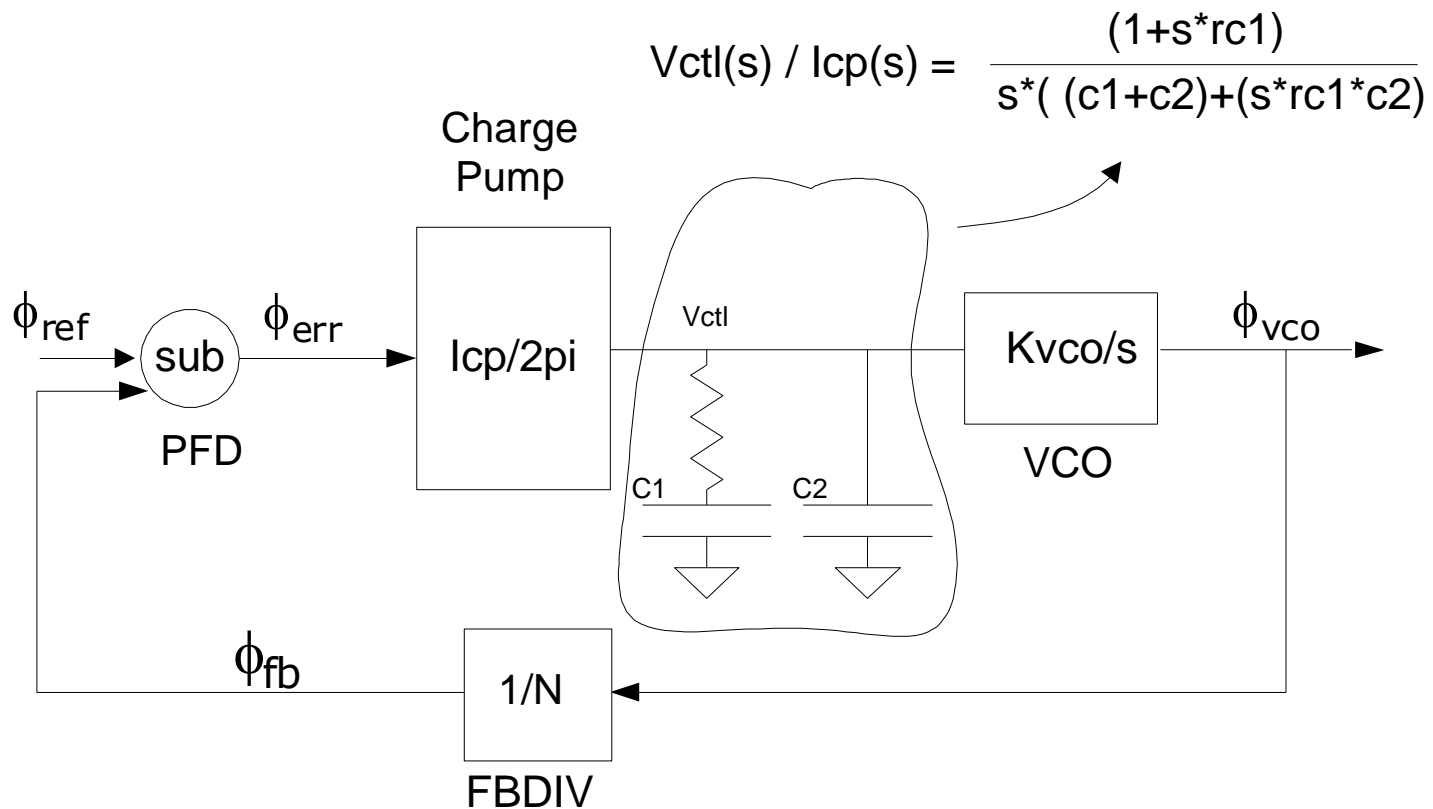 Vctl(s) / Icp(s) =
(1+s*rc1)
s*( (c1+c2)+(s*rc1*c2)
Charge
Pump
ϕref
sub
ϕerr
Icp/2pi
Vctl
Kvco/s
ϕvco
PFD
C1
C2
VCO
ϕfb
1/N
FBDIV